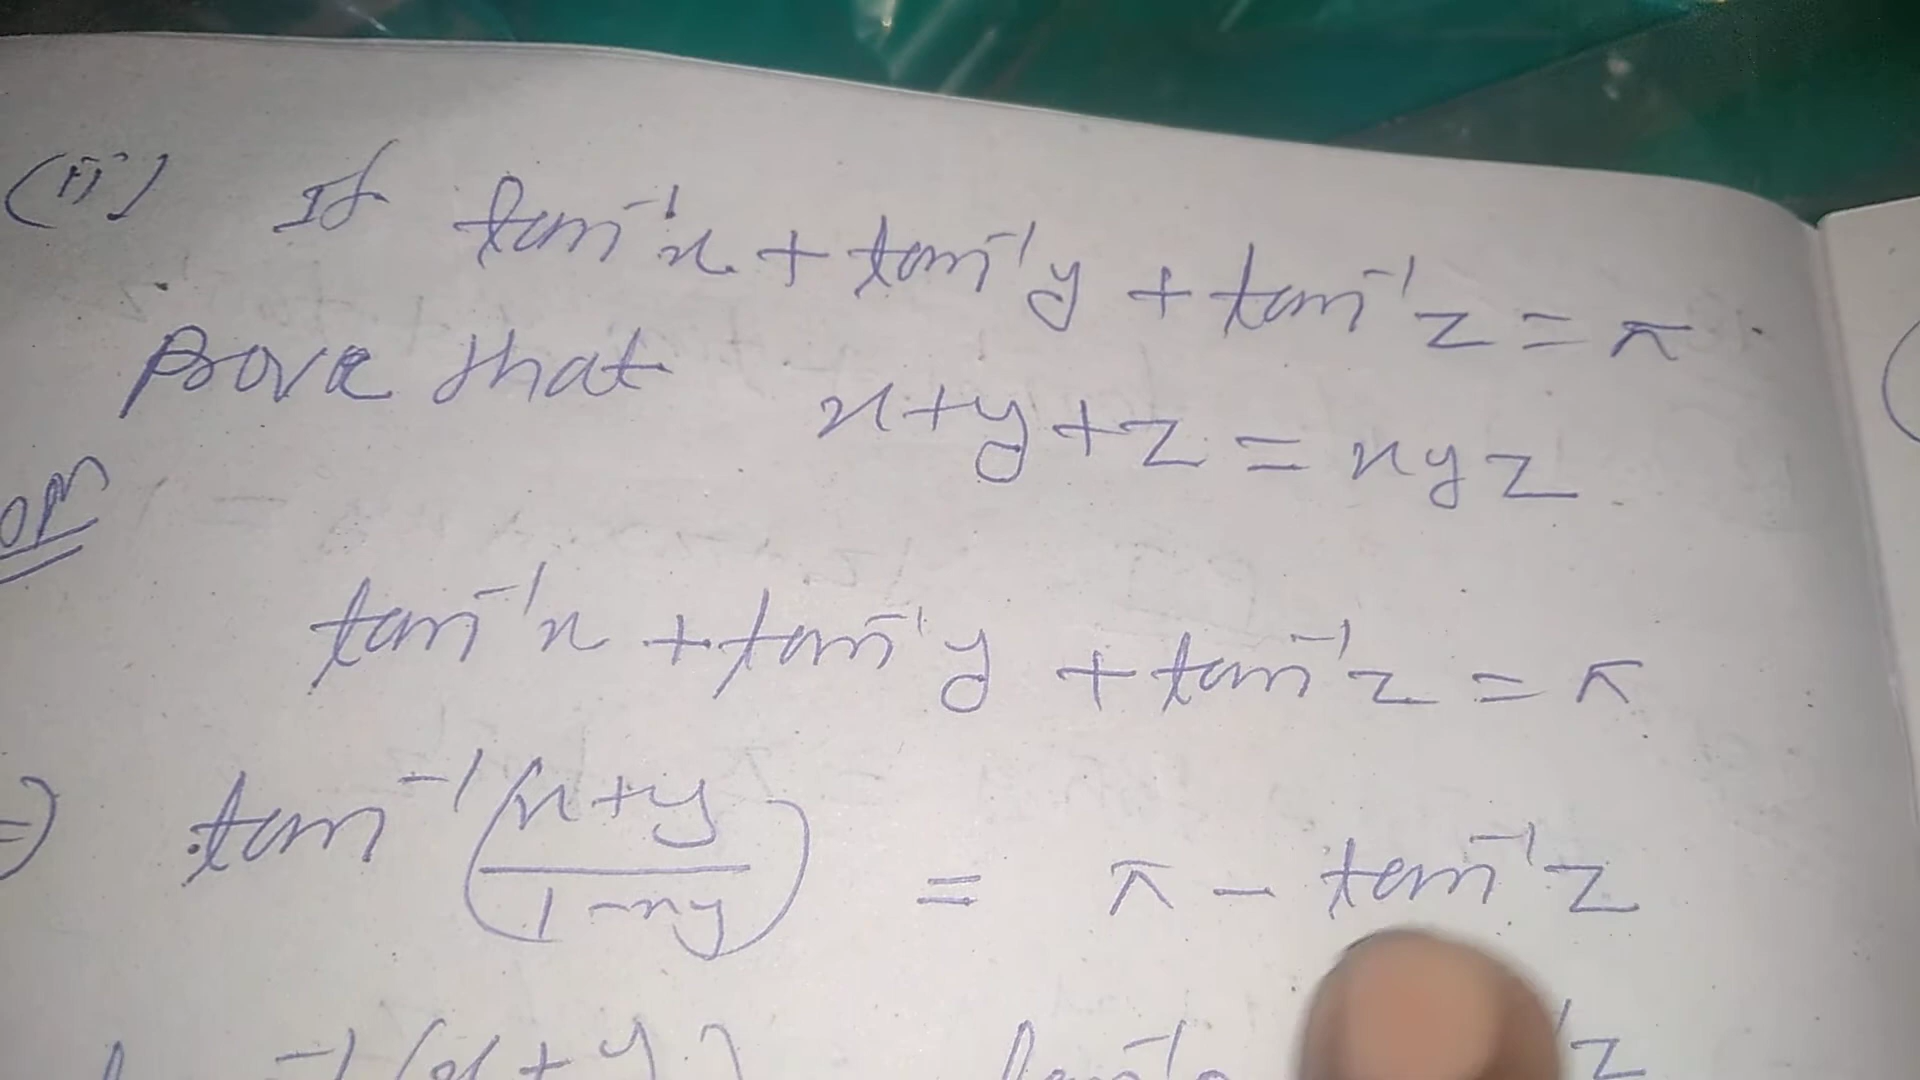 (ii) If tan⁻¹x + tan⁻¹y + tan⁻¹z = π
prove that x+y+z = xyz
tan⁻¹x + tan⁻¹y + tan⁻¹z = π
⇒ tan⁻¹((x+y)/(1-xy)) = π - tan⁻¹z